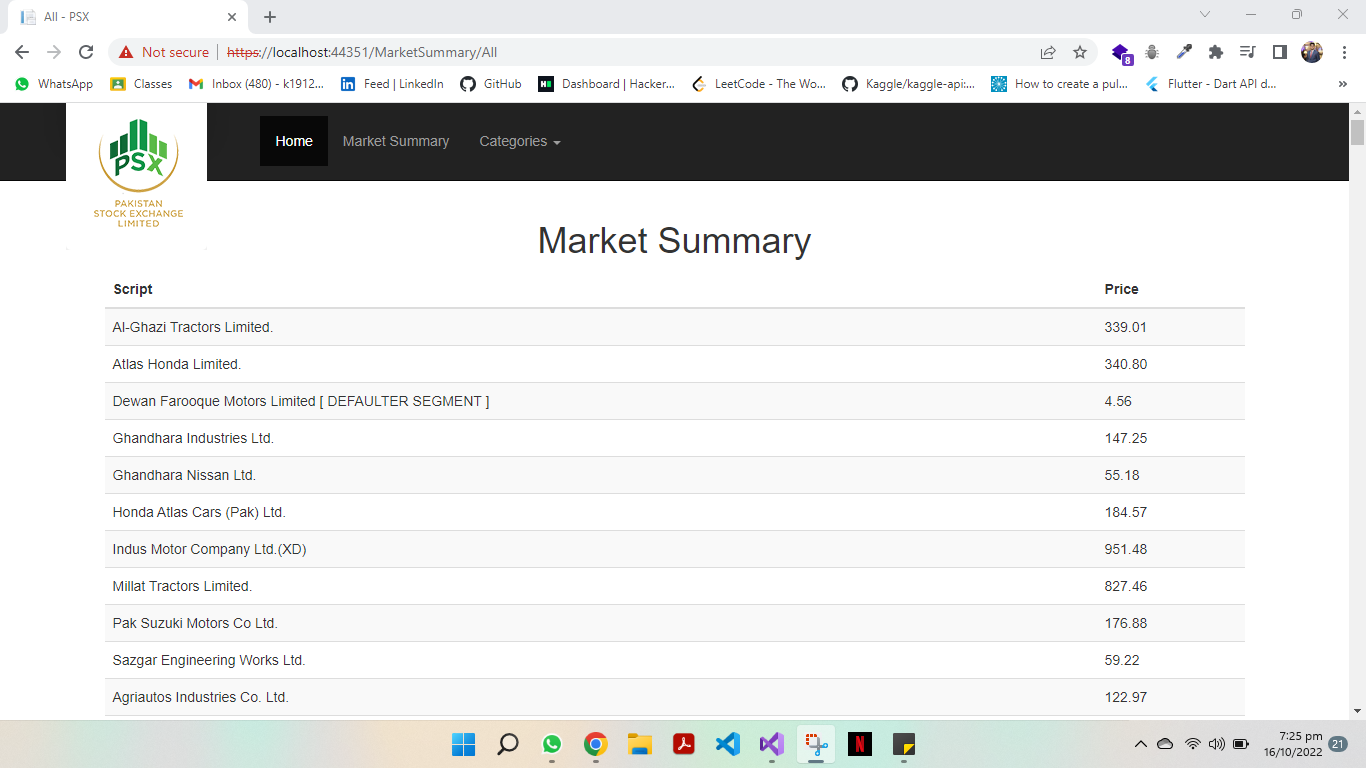 All - PSX
Not secure https://localhost:44351/MarketSummary/All
8
WhatsApp Classes Inbox (480) - k1912... Feed | LinkedIn GitHub Dashboard | Hacker... LeetCode - The Wo... Kaggle/kaggle-api:... How to create a pul... Flutter - Dart API d... »
PSX
PAKISTAN
STOCK EXCHANGE
LIMITED
Home Market Summary Categories
Market Summary
Script Price
Al-Ghazi Tractors Limited. 339.01
Atlas Honda Limited. 340.80
Dewan Farooque Motors Limited [ DEFAULTER SEGMENT ] 4.56
Ghandhara Industries Ltd. 147.25
Ghandhara Nissan Ltd. 55.18
Honda Atlas Cars (Pak) Ltd. 184.57
Indus Motor Company Ltd.(XD) 951.48
Millat Tractors Limited. 827.46
Pak Suzuki Motors Co Ltd. 176.88
Sazgar Engineering Works Ltd. 59.22
Agriautos Industries Co. Ltd. 122.97
N
7:25 pm
16/10/2022
21